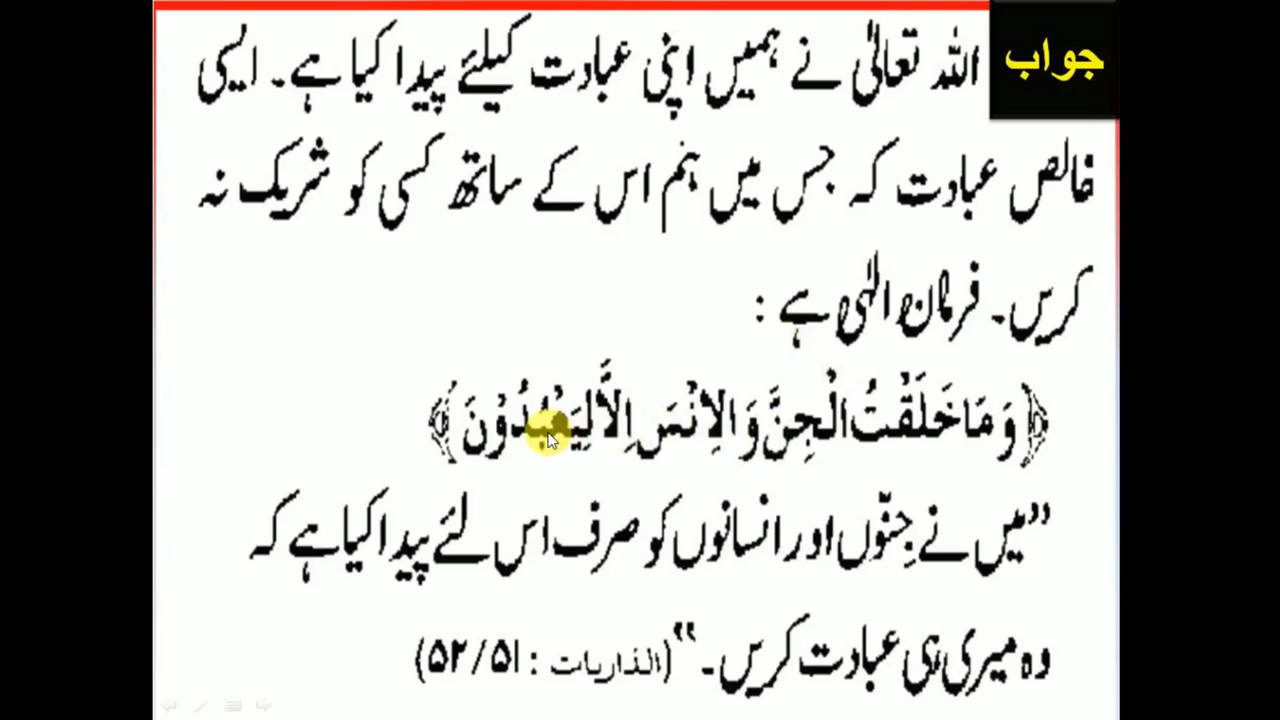 جواب
اللہ تعالیٰ نے ہمیں اپنی عبادت کیلئے پیدا کیا ہے۔ ایسی
خالص عبادت کہ جس میں ہم اس کے ساتھ کسی کو شریک نہ
کریں۔ فرمان الٰہی ہے :
﴿وَمَا خَلَقْتُ الْجِنَّ وَالْاِنْسَ اِلَّا لِيَعْبُدُوْنَ﴾
”میں نے جِنّوں اور انسانوں کو صرف اس لئے پیدا کیا ہے کہ
وہ میری ہی عبادت کریں۔“ (الذاریات : ۵۲/۵۱)